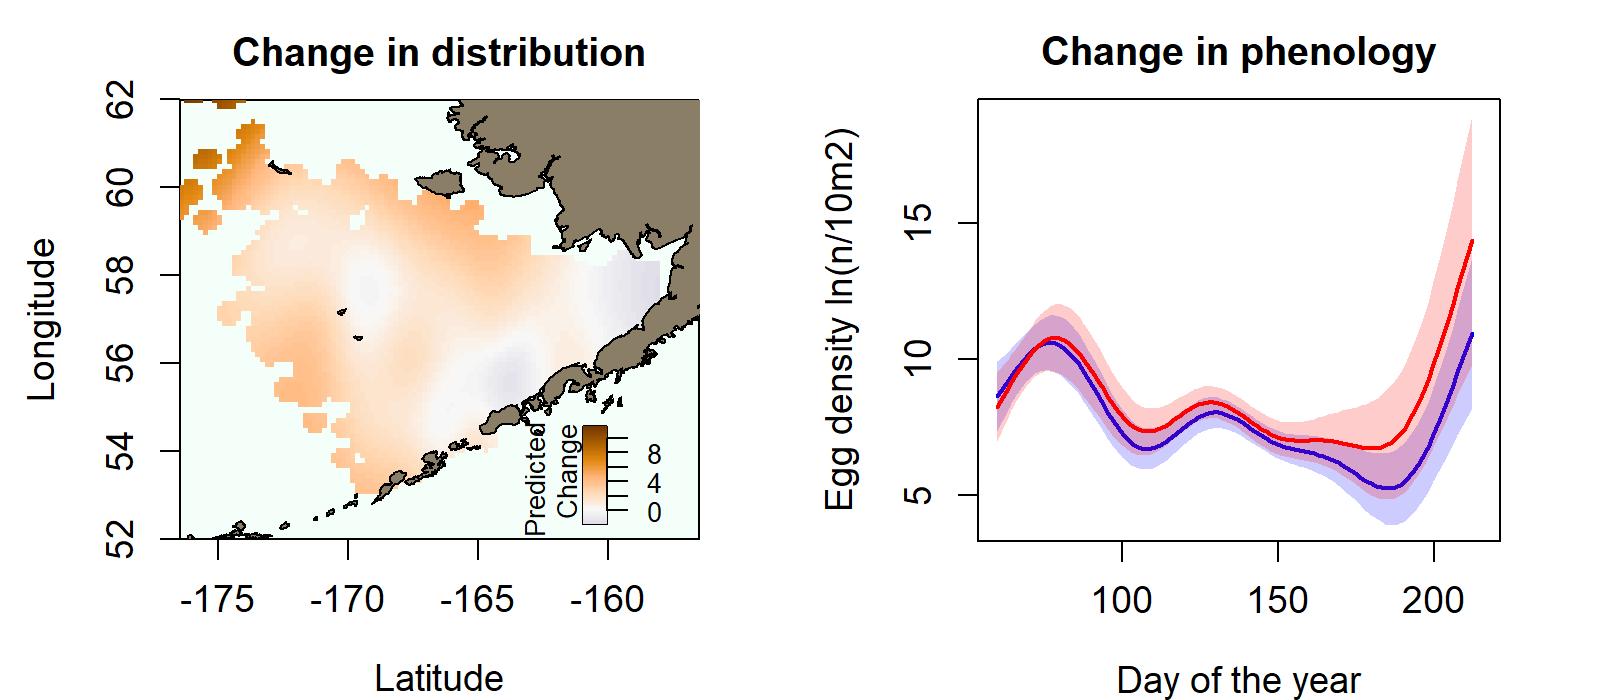 Change in distribution
62
60
58
56
54
52
Longitude
-175
-170
-165
-160
Latitude
Predicted
Change
8
4
0
Change in phenology
Egg density ln(n/10m2)
15
10
5
100
150
200
Day of the year